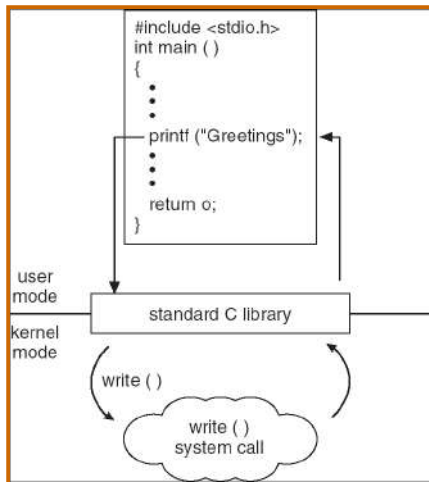 #include <stdio.h>
int main ( )
{
•
•
•
printf ("Greetings");
•
•
•
return o;
}
user
mode
standard C library
kernel
mode
write ( )
write ( )
system call